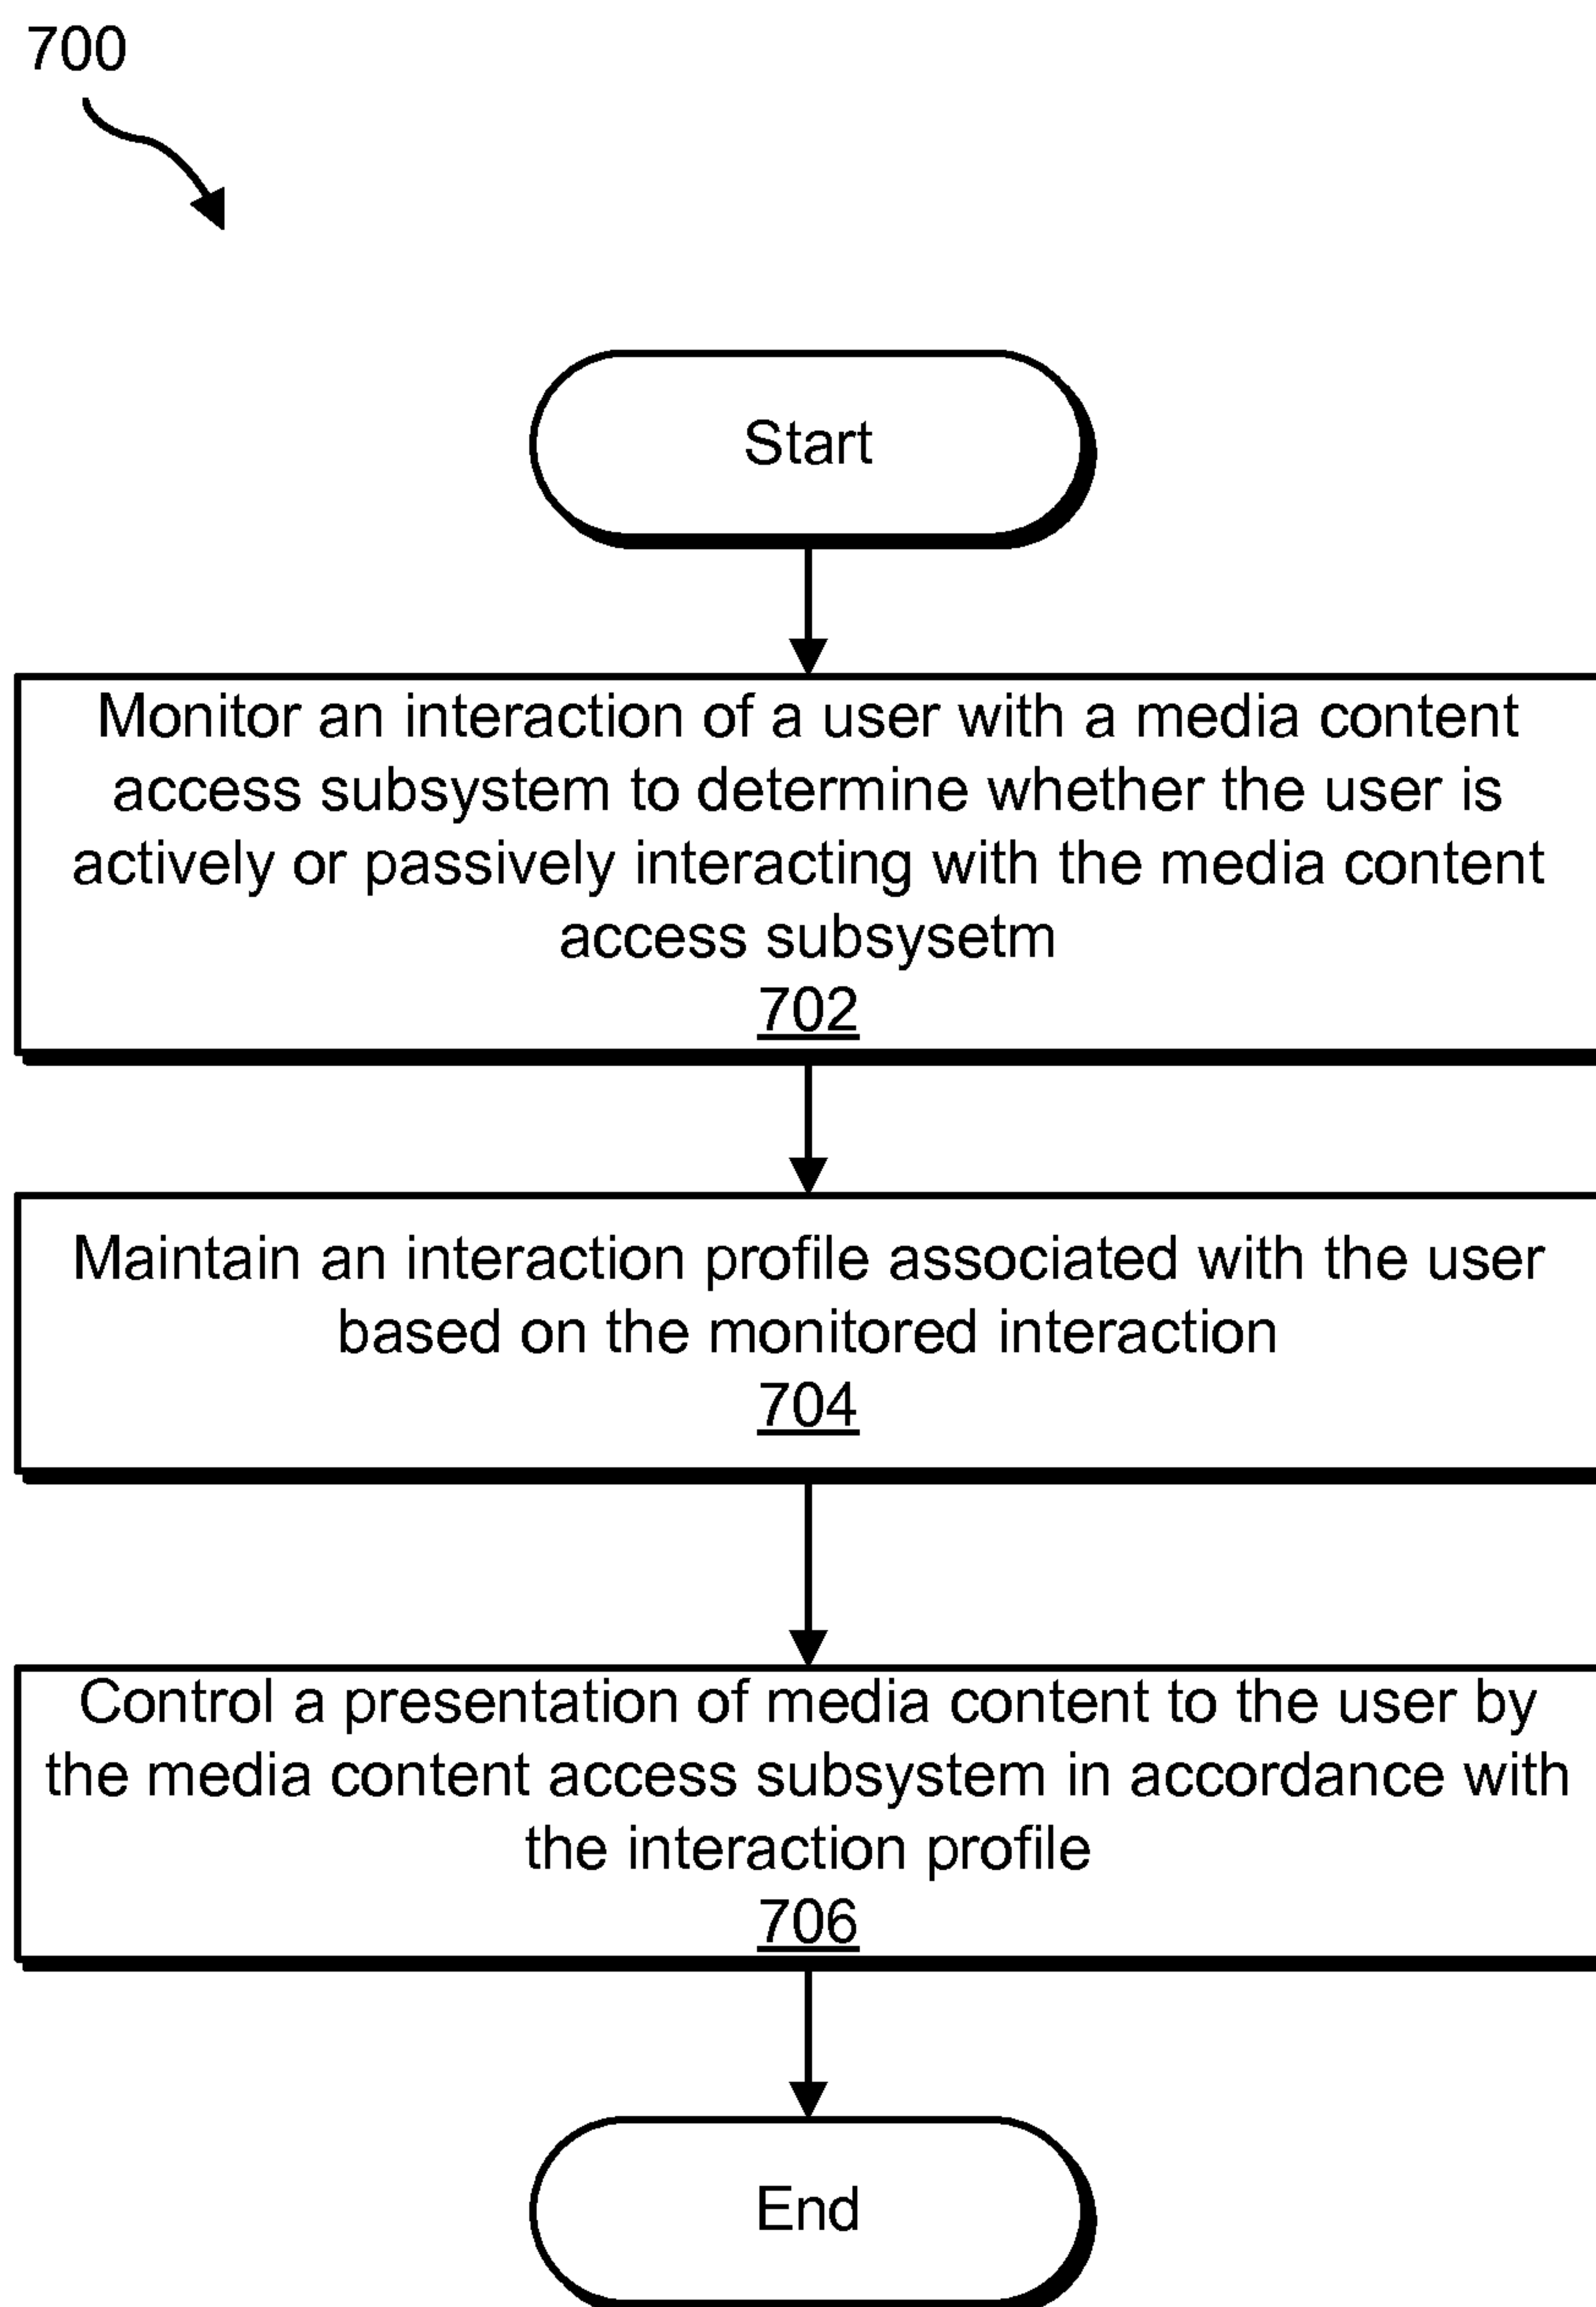 700
Start
Monitor an interaction of a user with a media content
access subsystem to determine whether the user is
actively or passively interacting with the media content
access subsysetm
702
Maintain an interaction profile associated with the user
based on the monitored interaction
704
Control a presentation of media content to the user by
the media content access subsystem in accordance with
the interaction profile
706
End